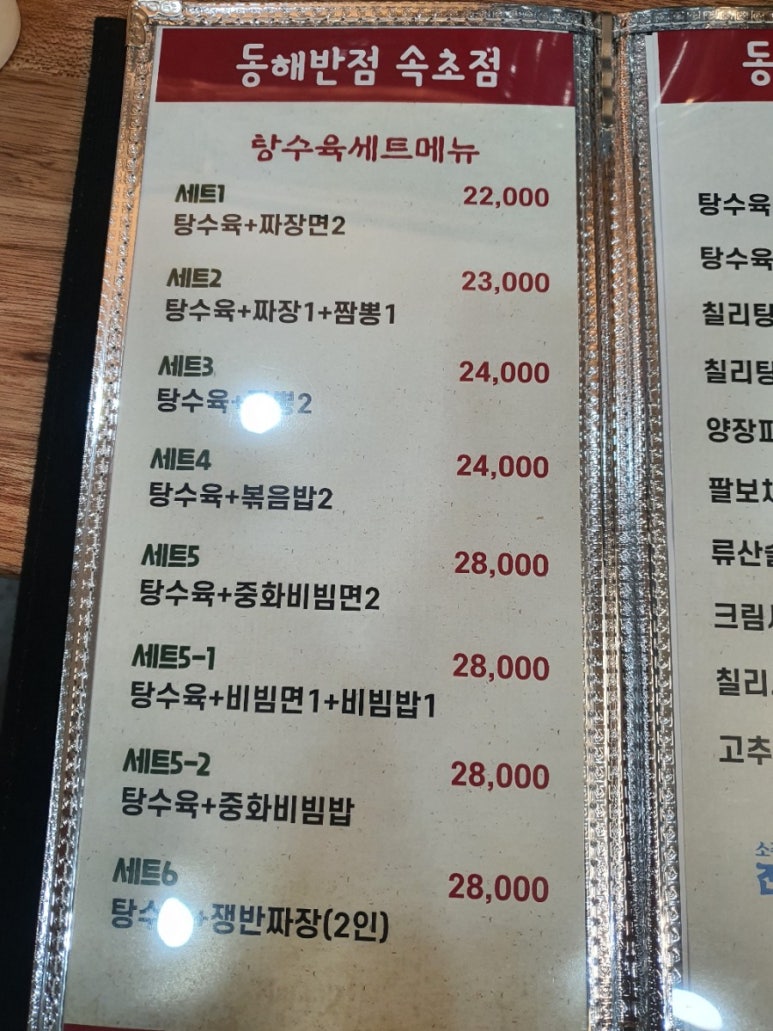 동해반점 속초점
탕수육세트메뉴
세트1 22,000
탕수육+짜장면2
세트2 23,000
탕수육+짜장1+짬뽕1
세트3 24,000
탕수육+짬뽕2
세트4 24,000
탕수육+볶음밥2
세트5 28,000
탕수육+중화비빔면2
세트5-1 28,000
탕수육+비빔면1+비빔밥1
세트5-2 28,000
탕수육+중화비빔밥
세트6 28,000
탕수육+쟁반짜장(2인)
동
탕수육
탕수육
칠리탕
칠리탕
양장피
팔보채
류산슬
크림
칠리
고추